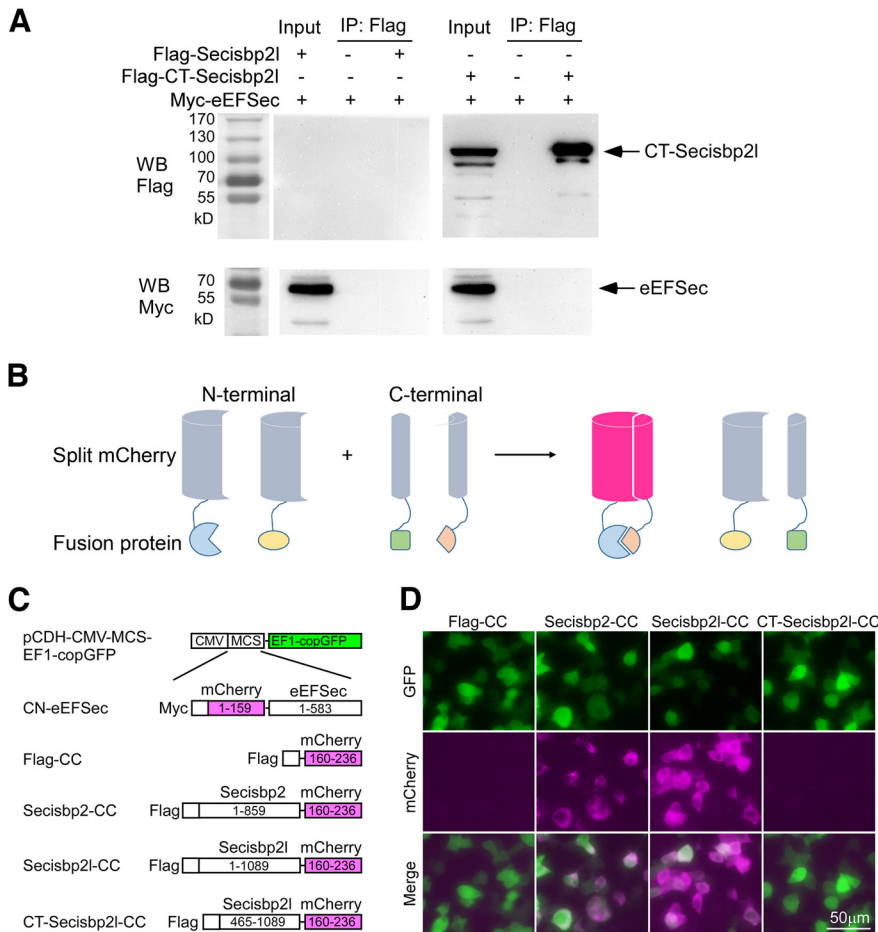 A
Input IP: Flag Input IP: Flag
Flag-Secisbp2l + - + - - -
Flag-CT-Secisbp2l - - - + - +
Myc-eEFSec + + + + + +
WB
Flag
170
130
100
70
55
kD
CT-Secisbp2l
WB
Myc
70
55
kD
eEFSec
B
N-terminal C-terminal
Split mCherry +
Fusion protein
C
pCDH-CMV-MCS-
EF1-copGFP
CMV MCS EF1-copGFP
mCherry eEFSec
CN-eEFSec Myc 1-159 1-583
mCherry
Flag-CC Flag 160-236
Secisbp2 mCherry
Secisbp2-CC Flag 1-859 160-236
Secisbp2l mCherry
Secisbp2l-CC Flag 1-1089 160-236
Secisbp2l mCherry
CT-Secisbp2l-CC Flag 465-1089 160-236
D
Flag-CC Secisbp2-CC Secisbp2l-CC CT-Secisbp2l-CC
GFP
mCherry
Merge
50μm